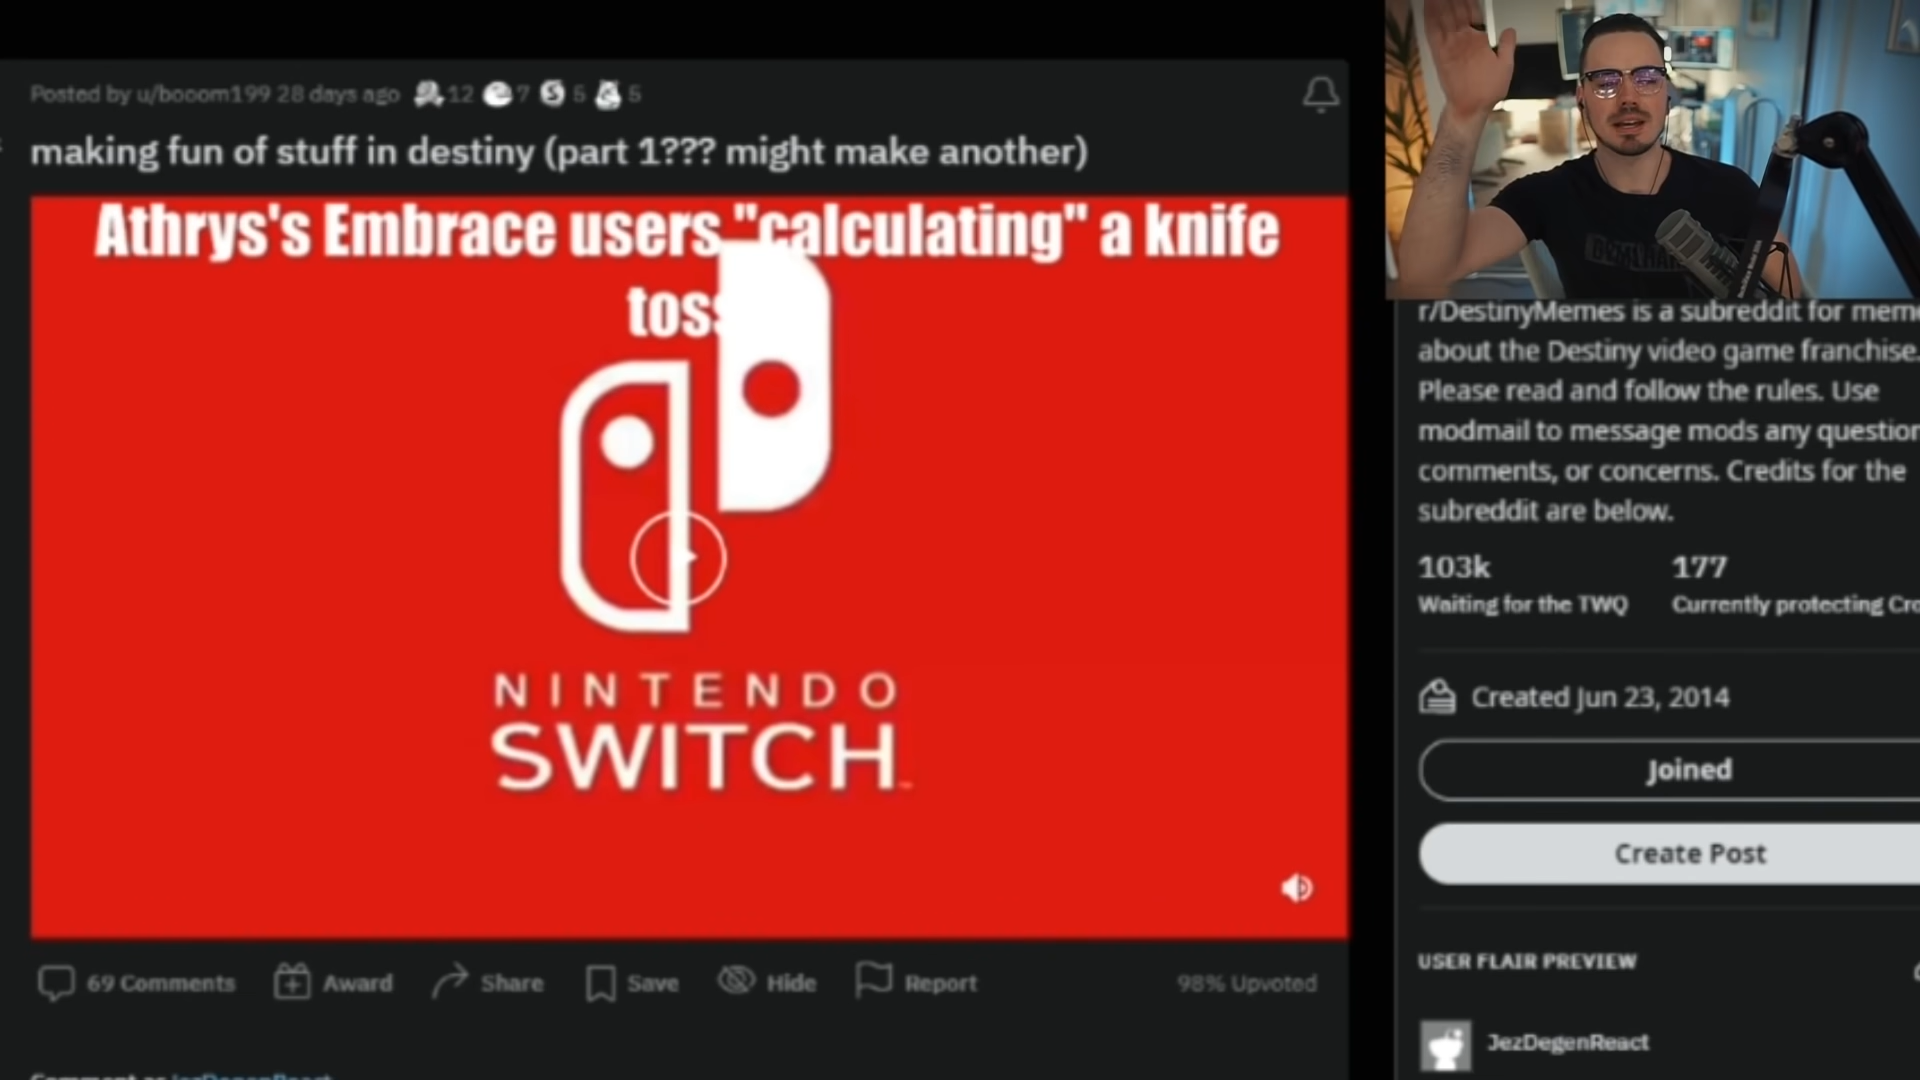 Posted by u/booom199 28 days ago 12 7 5 5
making fun of stuff in destiny (part 1??? might make another)
Athrys's Embrace users "calculating" a knife
NINTENDO
SWITCH
69 Comments Award Share Save Hide Report 98% Upvoted
r/DestinyMemes is a subreddit for
about the Destiny video game franchise.
Please read and follow the rules. Use
modmail to message mods any
comments, or concerns. Credits for the
subreddit are below.
103k 177
Waiting for the TWQ Currently protecting
Created Jun 23, 2014
Joined
Create Post
USER FLAIR PREVIEW
JezDegenReact